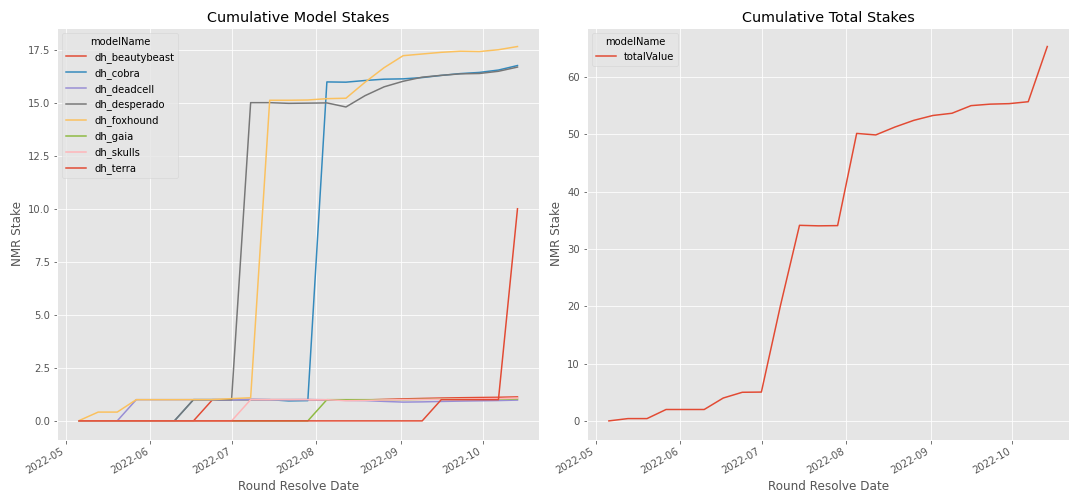 Cumulative Model Stakes
modelName
dh_beautybeast
dh_cobra
dh_deadcell
dh_desperado
dh_foxhound
dh_gaia
dh_skulls
dh_terra
17.5
15.0
12.5
10.0
7.5
5.0
2.5
0.0
NMR Stake
2022-05
2022-06
2022-07
2022-08
2022-09
2022-10
Round Resolve Date
Cumulative Total Stakes
modelName
totalValue
60
50
40
30
20
10
0
NMR Stake
2022-05
2022-06
2022-07
2022-08
2022-09
2022-10
Round Resolve Date